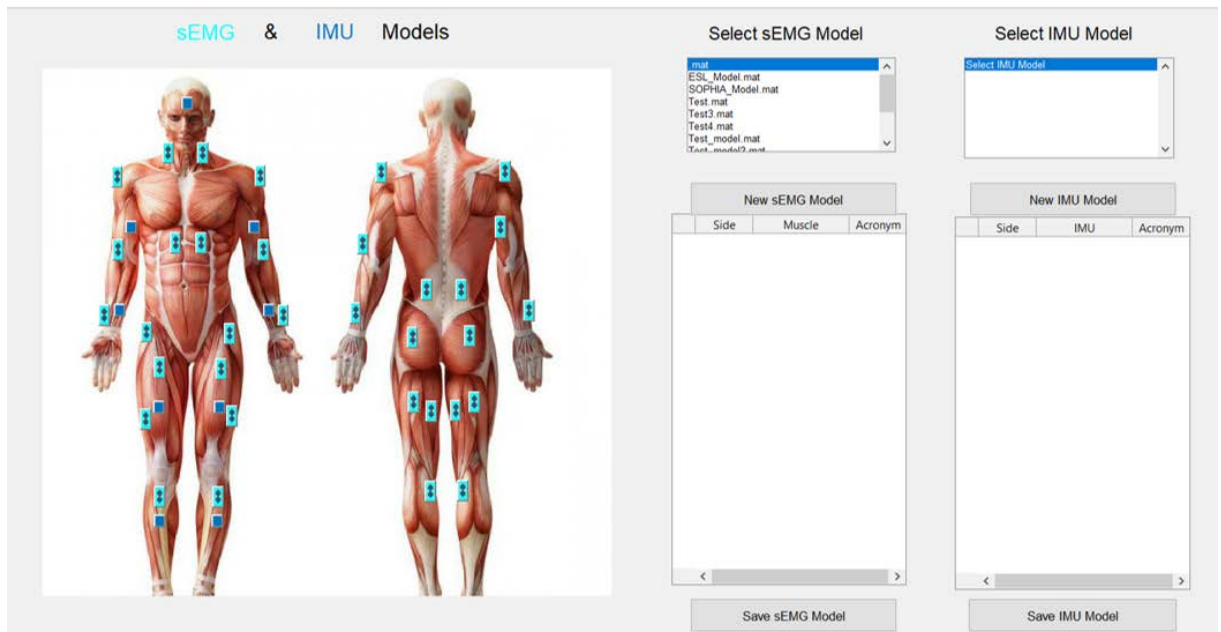 sEMG & IMU Models
Select sEMG Model
Select IMU Model
.mat
ESL_Model.mat
SOPHIA_Model.mat
Test.mat
Test3.mat
Test4.mat
Test_model.mat
Test_model2.mat
Select IMU Model
New sEMG Model
New IMU Model
Side Muscle Acronym
Side IMU Acronym
Save sEMG Model
Save IMU Model